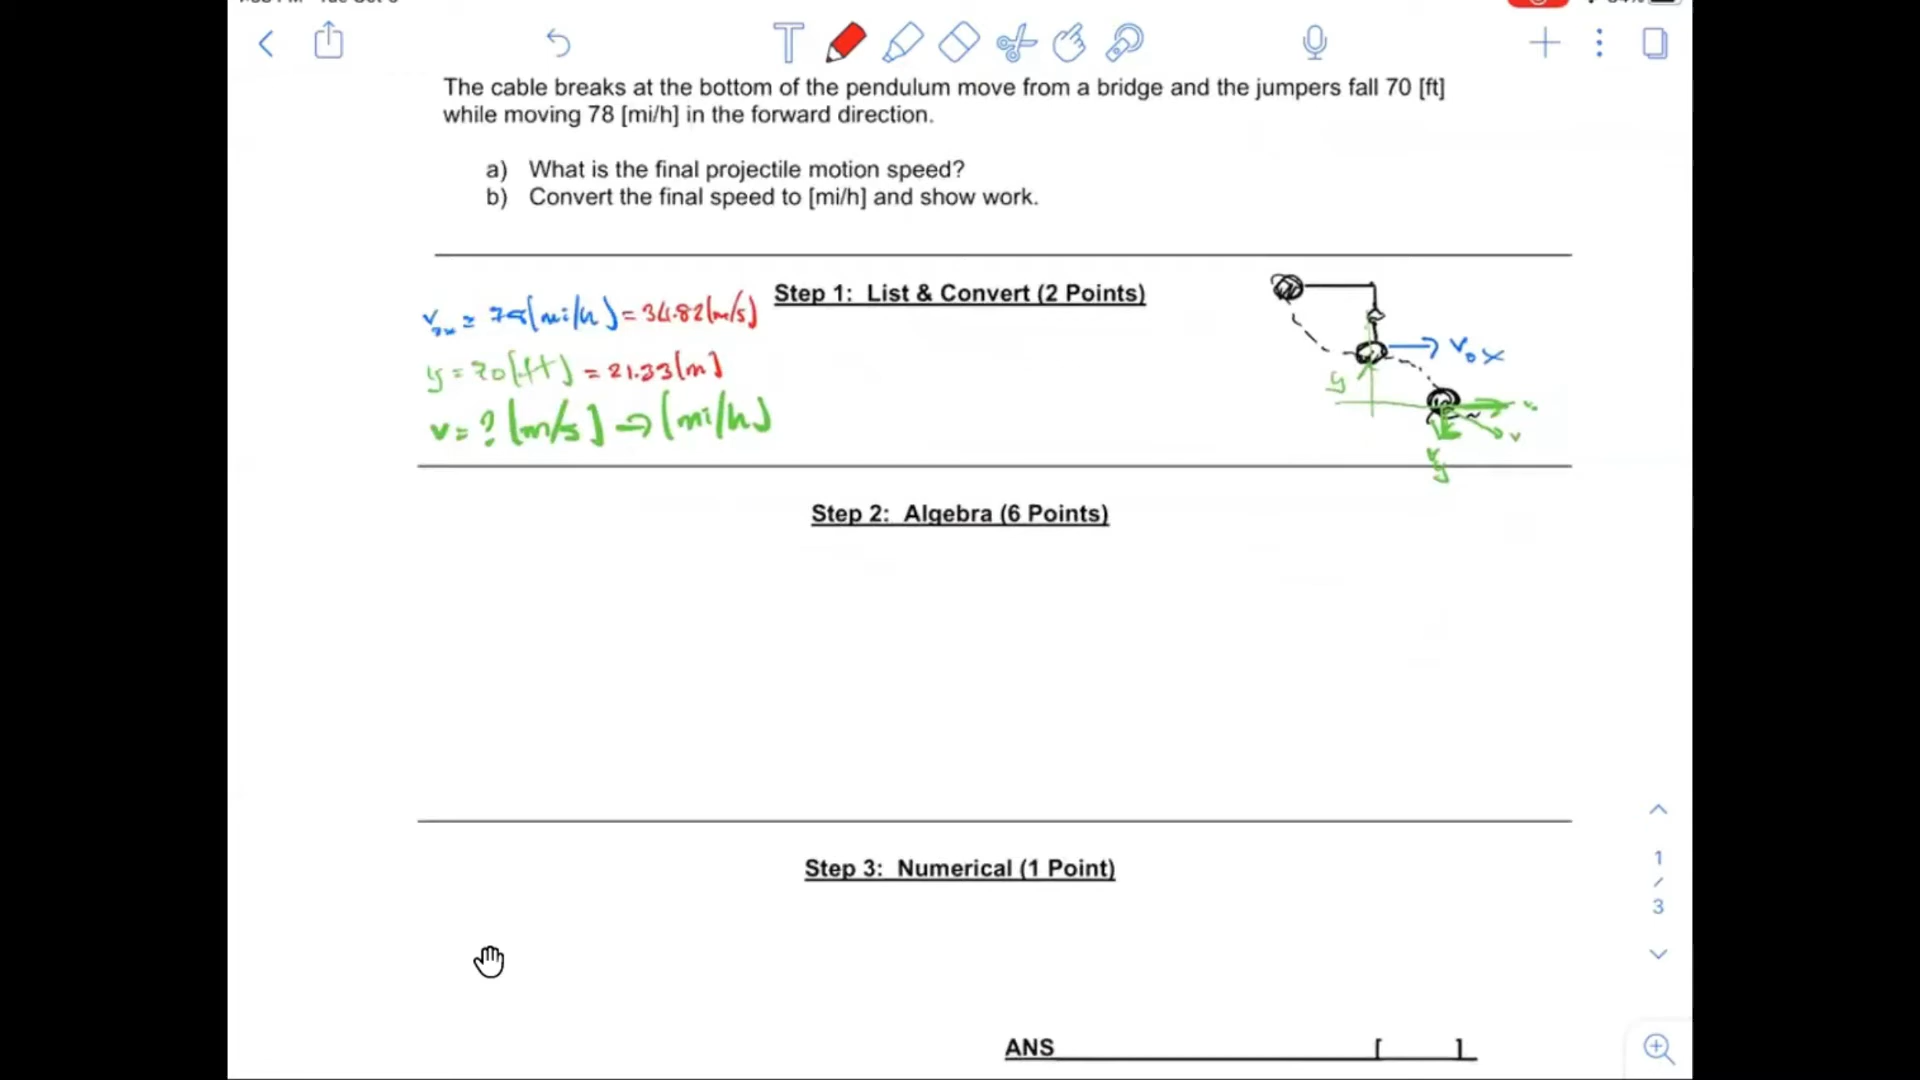 The cable breaks at the bottom of the pendulum move from a bridge and the jumpers fall 70 [ft]
while moving 78 [mi/h] in the forward direction.
a) What is the final projectile motion speed?
b) Convert the final speed to [mi/h] and show work.
Step 1: List & Convert (2 Points)
= 78[mi/h] = 34.82[m/s]
y = 70[ft] = 21.33[m]
v = ? [m/s] → [mi/h]
v₀x
y
v
vy
Step 2: Algebra (6 Points)
Step 3: Numerical (1 Point)
1
/
3
ANS [ ]